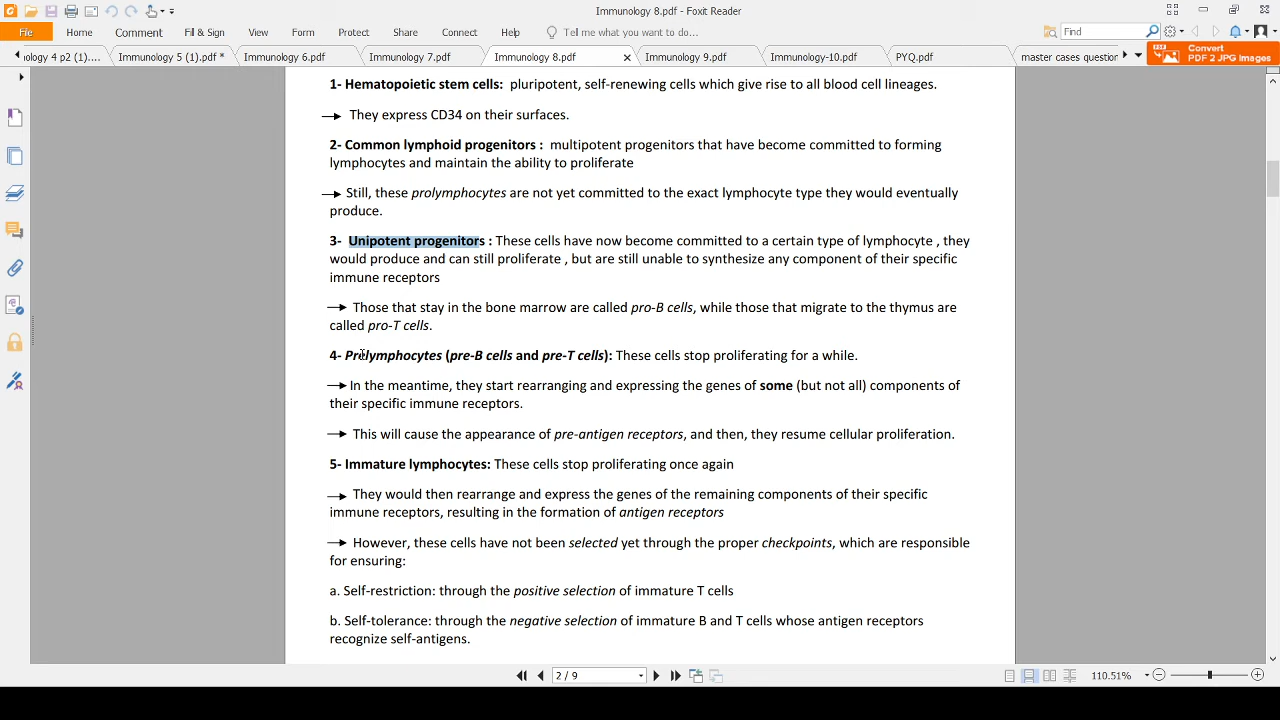 Immunology 8.pdf - Foxit Reader
File Home Comment Fill & Sign View Form Protect Share Connect Help Tell me what you want to do... Find
ology 4 p2 (1).... Immunology 5 (1).pdf * Immunology 6.pdf Immunology 7.pdf Immunology 8.pdf Immunology 9.pdf Immunology-10.pdf PYQ.pdf master cases question
Convert
PDF 2 JPG Images
1- Hematopoietic stem cells: pluripotent, self-renewing cells which give rise to all blood cell lineages.
They express CD34 on their surfaces.
2- Common lymphoid progenitors : multipotent progenitors that have become committed to forming
lymphocytes and maintain the ability to proliferate
Still, these prolymphocytes are not yet committed to the exact lymphocyte type they would eventually
produce.
3- Unipotent progenitors : These cells have now become committed to a certain type of lymphocyte , they
would produce and can still proliferate , but are still unable to synthesize any component of their specific
immune receptors
Those that stay in the bone marrow are called pro-B cells, while those that migrate to the thymus are
called pro-T cells.
4- Prelymphocytes (pre-B cells and pre-T cells): These cells stop proliferating for a while.
In the meantime, they start rearranging and expressing the genes of some (but not all) components of
their specific immune receptors.
This will cause the appearance of pre-antigen receptors, and then, they resume cellular proliferation.
5- Immature lymphocytes: These cells stop proliferating once again
They would then rearrange and express the genes of the remaining components of their specific
immune receptors, resulting in the formation of antigen receptors
However, these cells have not been selected yet through the proper checkpoints, which are responsible
for ensuring:
a. Self-restriction: through the positive selection of immature T cells
b. Self-tolerance: through the negative selection of immature B and T cells whose antigen receptors
recognize self-antigens.
2 / 9
110.51%